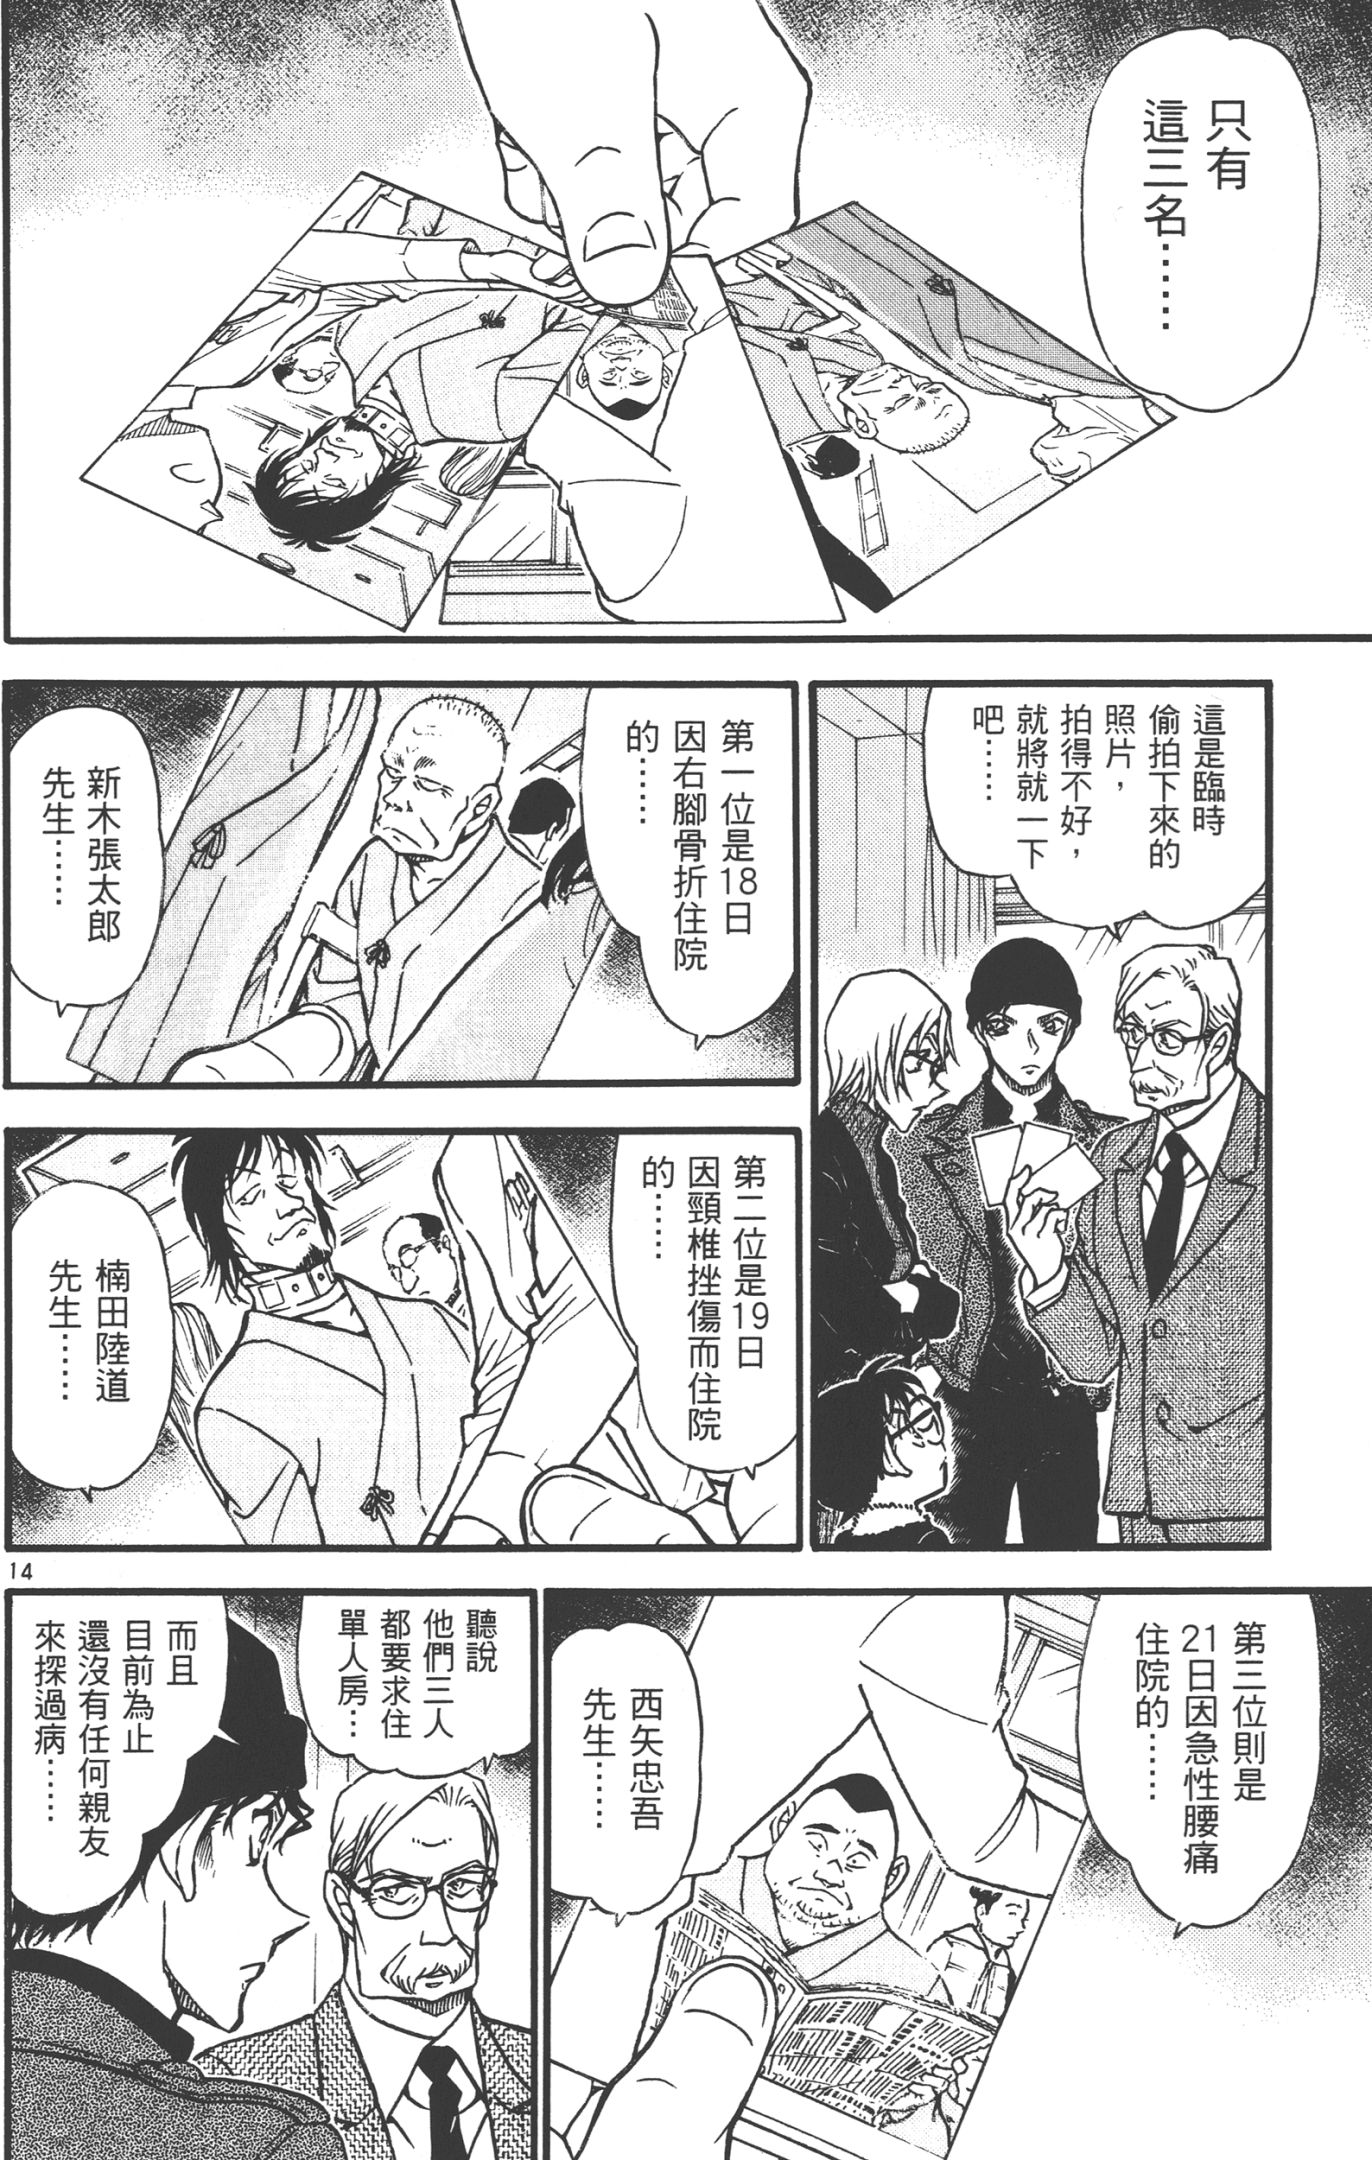 只有
這三名……
這是臨時
偷拍下來的
照片，
拍得不好，
就將就一下
吧……
第一位是18日
因右腳骨折住院
的……
新木張太郎
先生……
第二位是19日
因頸椎挫傷而住院
的……
楠田陸道
先生……
第三位則是
21日因急性腰痛
住院的……
西矢忠吾
先生……
聽說
他們三人
都要求住
單人房…
而且
目前為止
還沒有任何親友
來探過病……
14